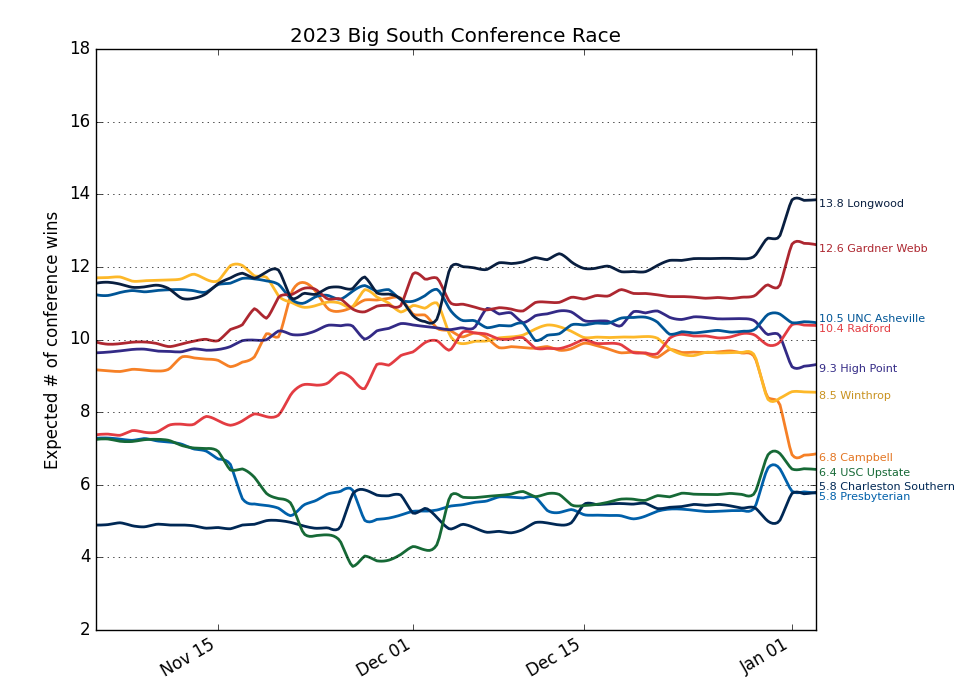 2023 Big South Conference Race
Expected # of conference wins
18
16
14
12
10
8
6
4
2
Nov 15
Dec 01
Dec 15
Jan 01
13.8 Longwood
12.6 Gardner Webb
10.5 UNC Asheville
10.4 Radford
9.3 High Point
8.5 Winthrop
6.8 Campbell
6.4 USC Upstate
5.8 Charleston Southern
5.8 Presbyterian